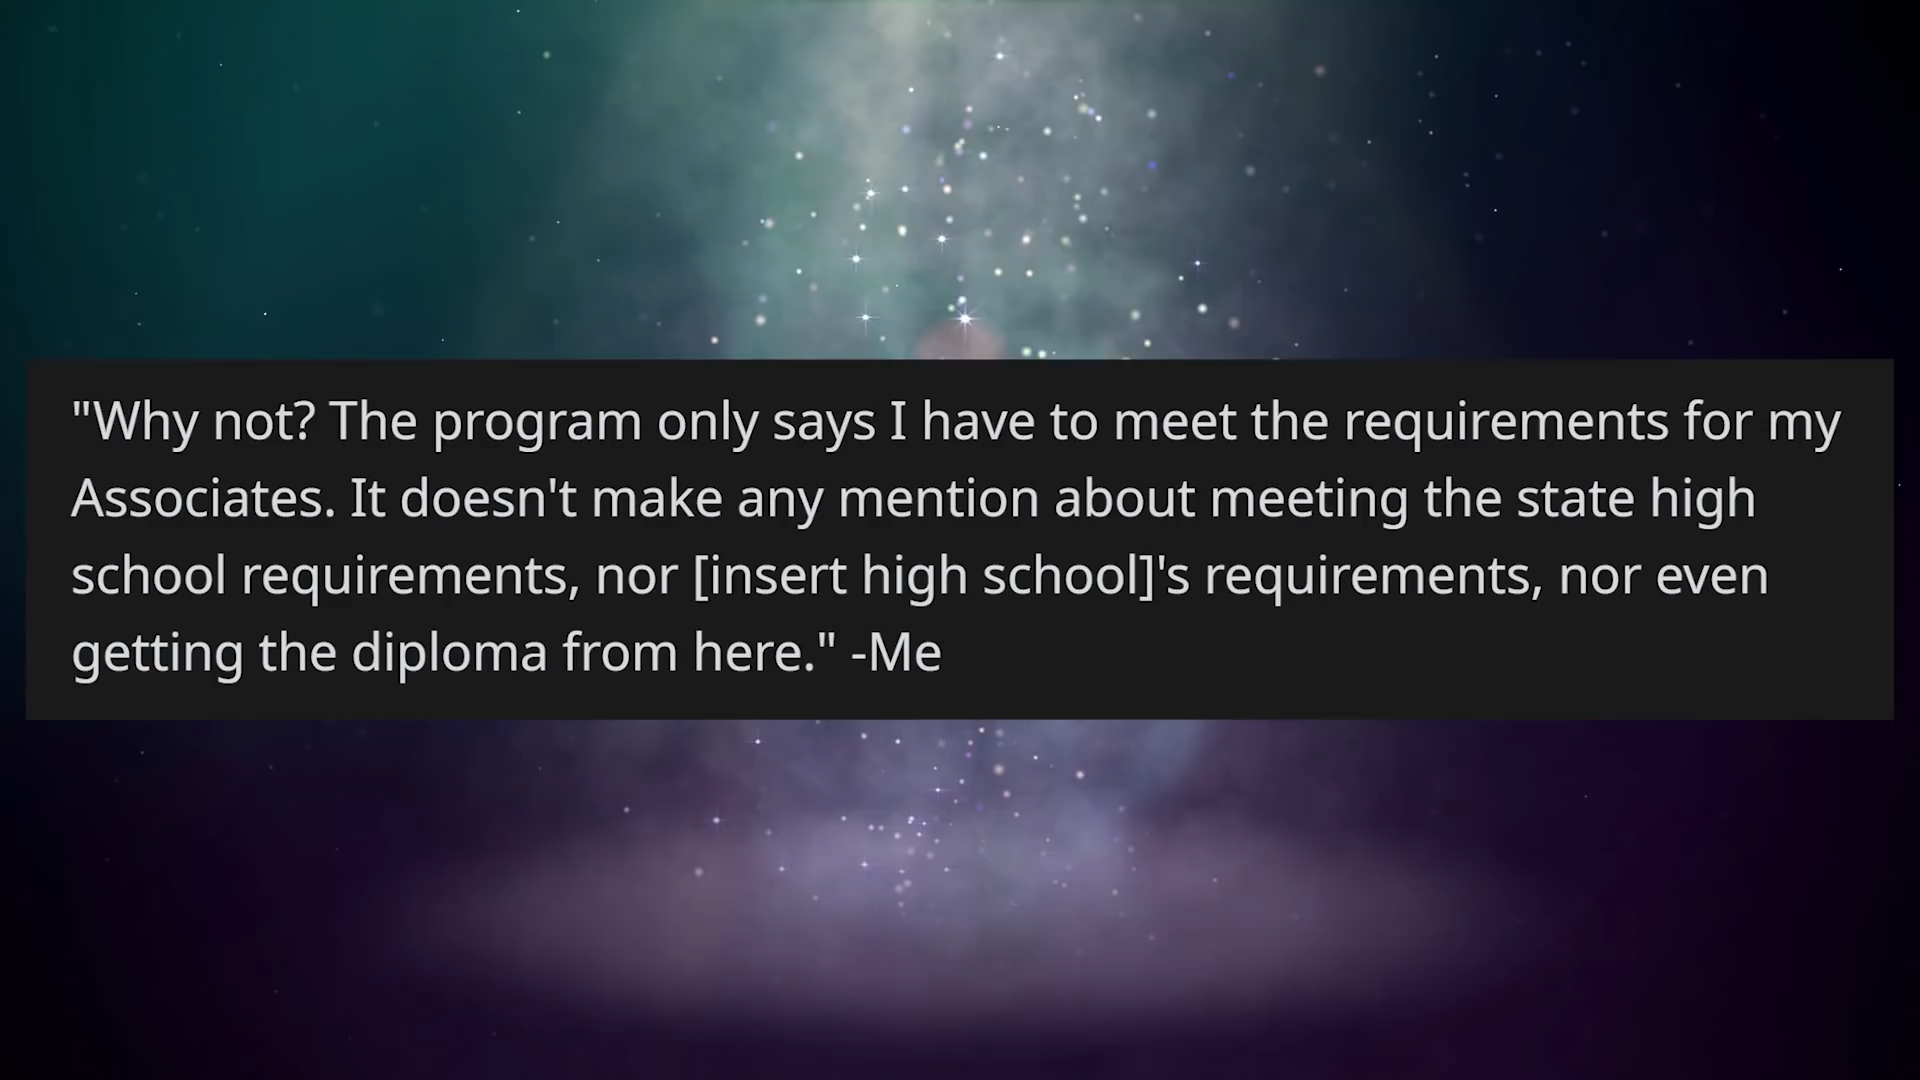 "Why not? The program only says I have to meet the requirements for my
Associates. It doesn't make any mention about meeting the state high
school requirements, nor [insert high school]'s requirements, nor even
getting the diploma from here." -Me